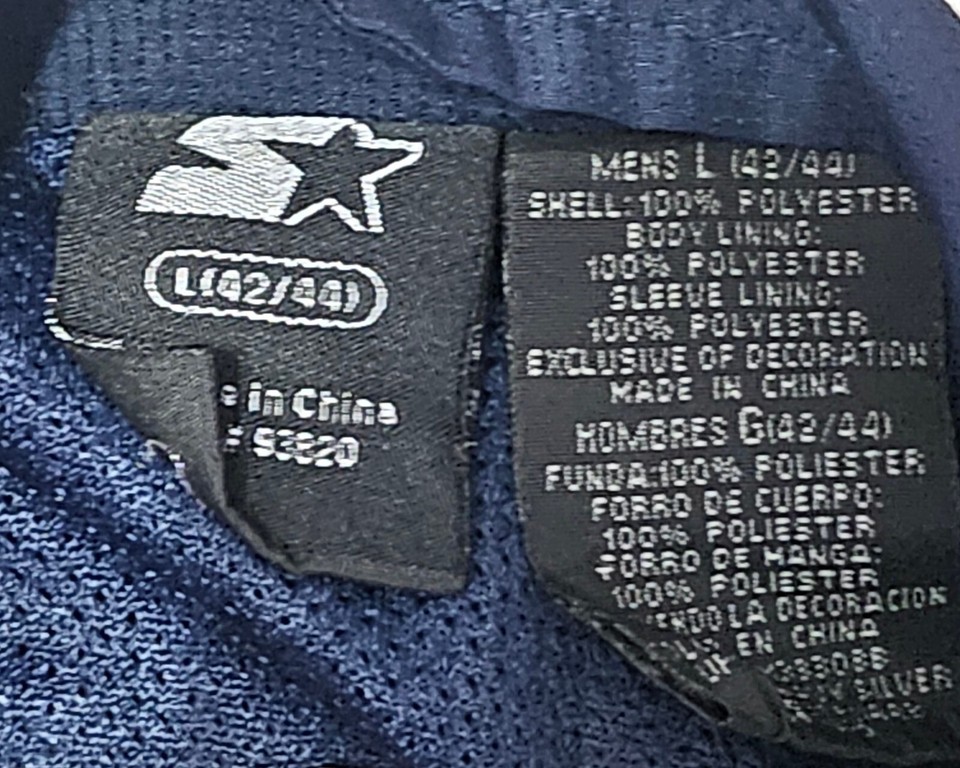 L(42/44)
in China
53820
MENS L (42/44)
SHELL:100% POLYESTER
BODY LINING:
100% POLYESTER
SLEEVE LINING:
100% POLYESTER
EXCLUSIVE OF DECORATION
MADE IN CHINA
HOMBRES G(42/44)
FUNDA:100% POLIESTER
FORRO DE CUERPO:
100% POLIESTER
FORRO DE MANGA:
100% POLIESTER
LA DECORACION
EN CHINA
SILVER